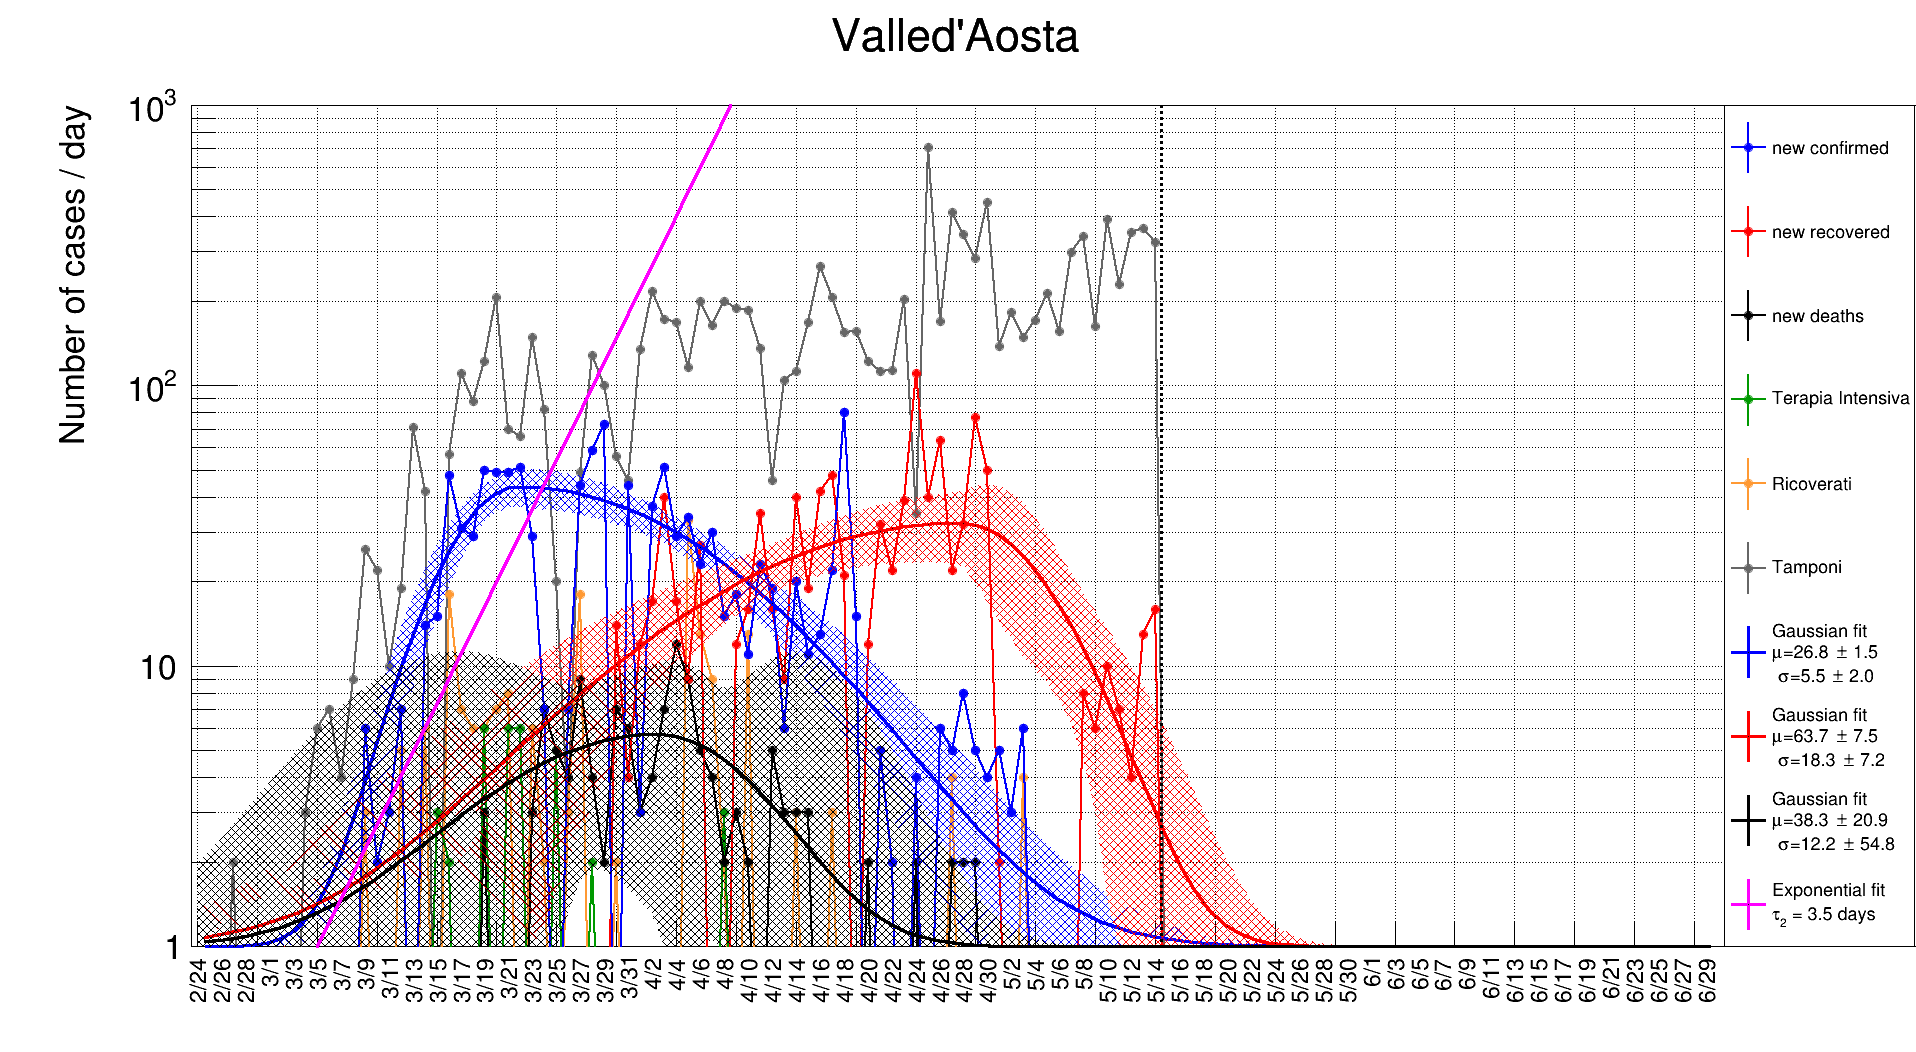 Valled'Aosta
Number of cases / day
10³
10²
10
1
2/24 2/26 2/28 3/1 3/3 3/5 3/7 3/9 3/11 3/13 3/15 3/17 3/19 3/21 3/23 3/25 3/27 3/29 3/31 4/2 4/4 4/6 4/8 4/10 4/12 4/14 4/16 4/18 4/20 4/22 4/24 4/26 4/28 4/30 5/2 5/4 5/6 5/8 5/10 5/12 5/14 5/16 5/18 5/20 5/22 5/24 5/26 5/28 5/30 6/1 6/3 6/5 6/7 6/9 6/11 6/13 6/15 6/17 6/19 6/21 6/23 6/25 6/27 6/29
new confirmed
new recovered
new deaths
Terapia Intensiva
Ricoverati
Tamponi
Gaussian fit
μ=26.8 ± 1.5
σ=5.5 ± 2.0
Gaussian fit
μ=63.7 ± 7.5
σ=18.3 ± 7.2
Gaussian fit
μ=38.3 ± 20.9
σ=12.2 ± 54.8
Exponential fit
τ₂ = 3.5 days